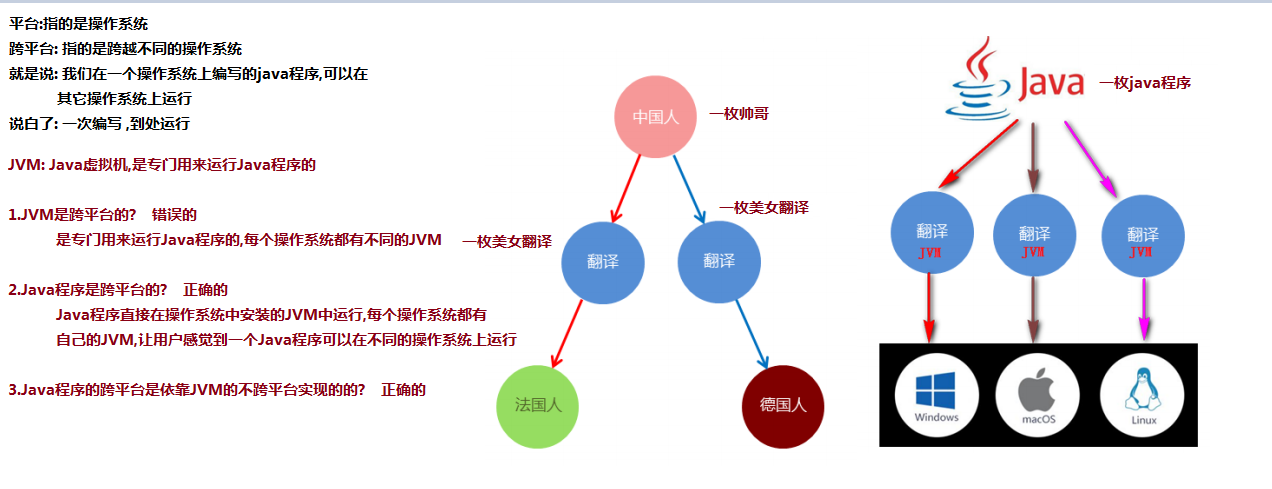 平台:指的是操作系统
跨平台: 指的是跨越不同的操作系统
就是说: 我们在一个操作系统上编写的java程序,可以在
其它操作系统上运行
说白了: 一次编写 ,到处运行
JVM: Java虚拟机,是专门用来运行Java程序的
1.JVM是跨平台的? 错误的
是专门用来运行Java程序的,每个操作系统都有不同的JVM
2.Java程序是跨平台的? 正确的
Java程序直接在操作系统中安装的JVM中运行,每个操作系统都有
自己的JVM,让用户感觉到一个Java程序可以在不同的操作系统上运行
3.Java程序的跨平台是依靠JVM的不跨平台实现的的? 正确的
中国人
一枚帅哥
一枚美女翻译
一枚美女翻译
翻译
翻译
法国人
德国人
Java
一枚java程序
翻译
JVM
翻译
JVM
翻译
JVM
Windows
macOS
Linux